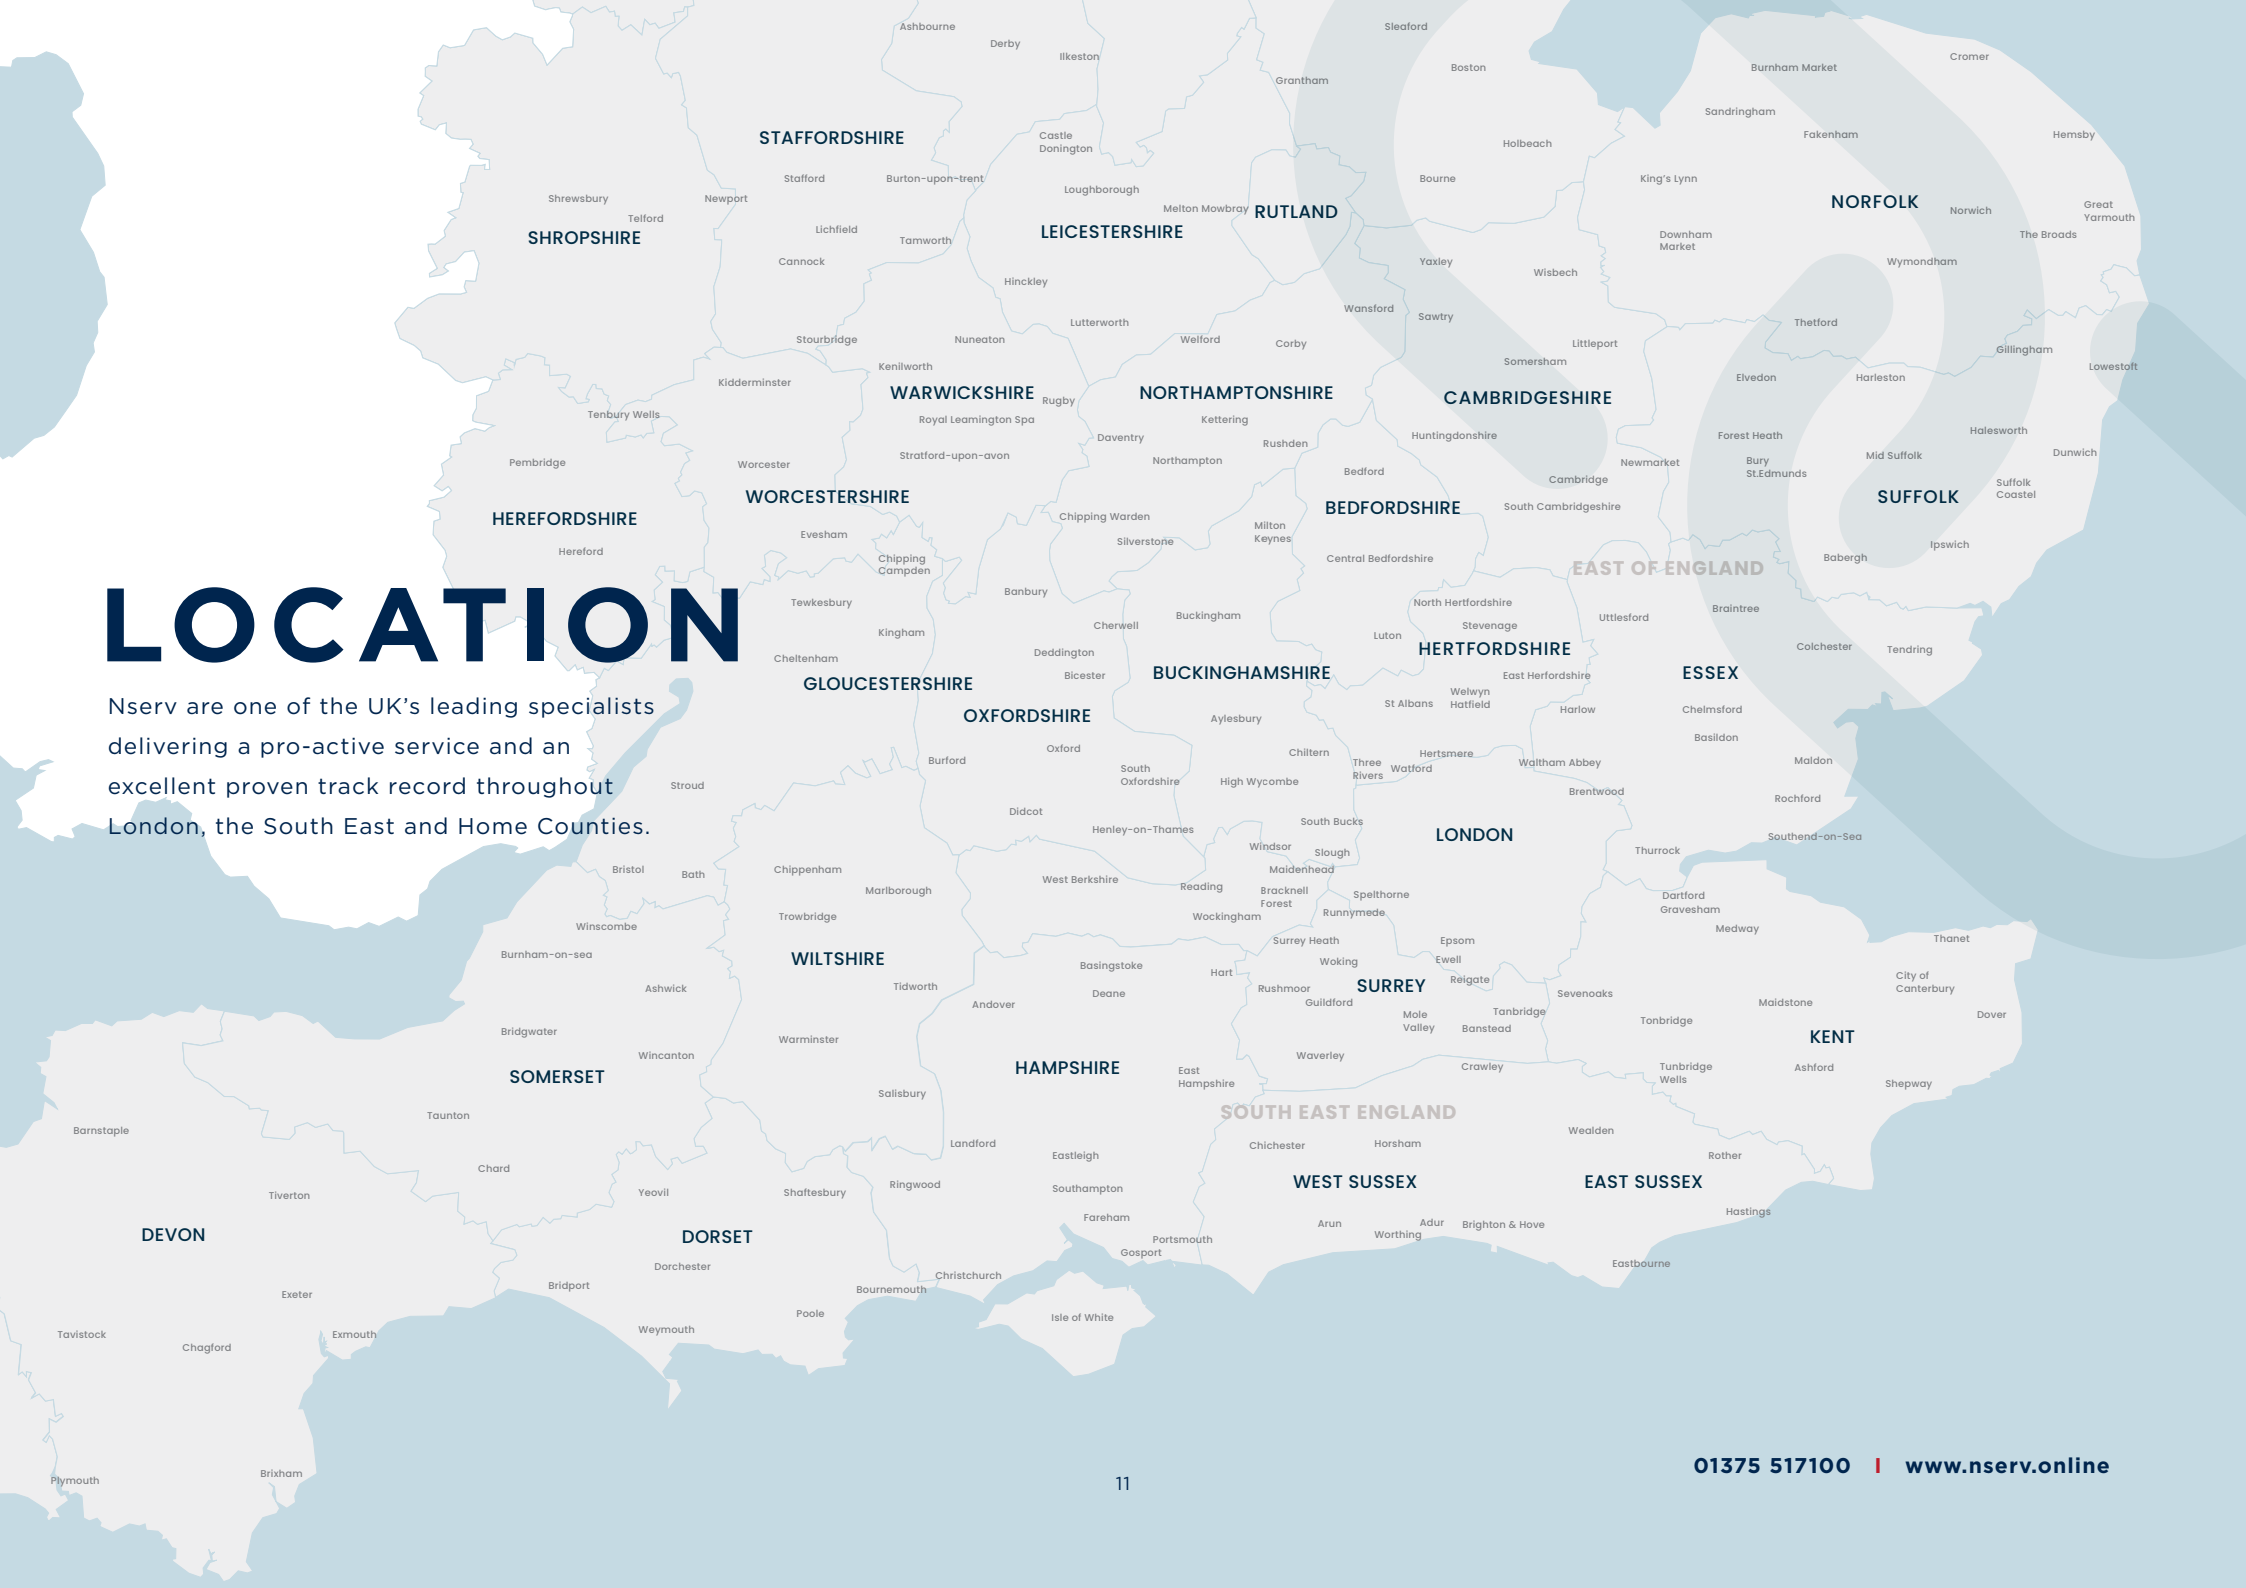 Ashbourne
Derby
Ilkeston
Sleaford
Boston
Grantham
Burnham Market
Cromer
Sandringham
Fakenham
Hemsby
STAFFORDSHIRE
Castle
Donington
Holbeach
Stafford
Burton-upon-trent
Loughborough
Bourne
King's Lynn
Shrewsbury
Newport
Telford
Melton Mowbray
RUTLAND
NORFOLK
Norwich
Great
Yarmouth
SHROPSHIRE
Lichfield
Tamworth
LEICESTERSHIRE
Downham
Market
The Broads
Cannock
Yaxley
Wisbech
Wymondham
Hinckley
Wansford
Sawtry
Lutterworth
Thetford
Stourbridge
Nuneaton
Welford
Corby
Littleport
Gillingham
Kenilworth
Somersham
Lowestoft
Kidderminster
Elvedon
Harleston
WARWICKSHIRE
Rugby
NORTHAMPTONSHIRE
CAMBRIDGESHIRE
Tenbury Wells
Royal Leamington Spa
Kettering
Daventry
Rushden
Huntingdonshire
Forest Heath
Halesworth
Pembridge
Worcester
Stratford-upon-avon
Northampton
Bedford
Newmarket
Bury
St.Edmunds
Mid Suffolk
Dunwich
Cambridge
WORCESTERSHIRE
SUFFOLK
Suffolk
Coastel
HEREFORDSHIRE
Chipping Warden
BEDFORDSHIRE
South Cambridgeshire
Evesham
Silverstone
Milton
Keynes
Hereford
Chipping
Campden
Central Bedfordshire
Babergh
Ipswich
EAST OF ENGLAND
LOCATION
Nserv are one of the UK's leading specialists
delivering a pro-active service and an
excellent proven track record throughout
London, the South East and Home Counties.
Tewkesbury
Banbury
North Hertfordshire
Braintree
Kingham
Cherwell
Buckingham
Luton
Stevenage
Uttlesford
Cheltenham
Deddington
HERTFORDSHIRE
Colchester
Tendring
GLOUCESTERSHIRE
Bicester
BUCKINGHAMSHIRE
East Herfordshire
ESSEX
OXFORDSHIRE
Aylesbury
St Albans
Welwyn
Hatfield
Harlow
Chelmsford
Basildon
Burford
Oxford
Chiltern
Hertsmere
South
Oxfordshire
High Wycombe
Three
Rivers
Watford
Waltham Abbey
Maldon
Stroud
Brentwood
Rochford
Didcot
Henley-on-Thames
South Bucks
LONDON
Southend-on-Sea
Windsor
Slough
Thurrock
Bristol
Bath
Chippenham
Maidenhead
West Berkshire
Reading
Bracknell
Forest
Spelthorne
Dartford
Gravesham
Marlborough
Winscombe
Trowbridge
Wockingham
Runnymede
Medway
Burnham-on-sea
WILTSHIRE
Surrey Heath
Epsom
Ewell
Thanet
Basingstoke
Deane
Hart
Woking
Reigate
City of
Canterbury
Ashwick
Tidworth
Andover
Rushmoor
SURREY
Guildford
Sevenoaks
Maidstone
Bridgwater
Warminster
Mole
Valley
Tanbridge
Banstead
Tonbridge
Dover
KENT
Wincanton
Waverley
SOMERSET
HAMPSHIRE
East
Hampshire
Crawley
Tunbridge
Wells
Ashford
Shepway
Salisbury
SOUTH EAST ENGLAND
Taunton
Barnstaple
Landford
Chichester
Horsham
Wealden
Chard
Eastleigh
Rother
Tiverton
Yeovil
Shaftesbury
Ringwood
Southampton
WEST SUSSEX
EAST SUSSEX
DEVON
DORSET
Fareham
Hastings
Portsmouth
Gosport
Arun
Adur
Worthing
Brighton & Hove
Dorchester
Eastbourne
Bridport
Bournemouth
Christchurch
Exeter
Poole
Isle of White
Tavistock
Exmouth
Weymouth
Chagford
Plymouth
Brixham
11
01375 517100 | www.nserv.online